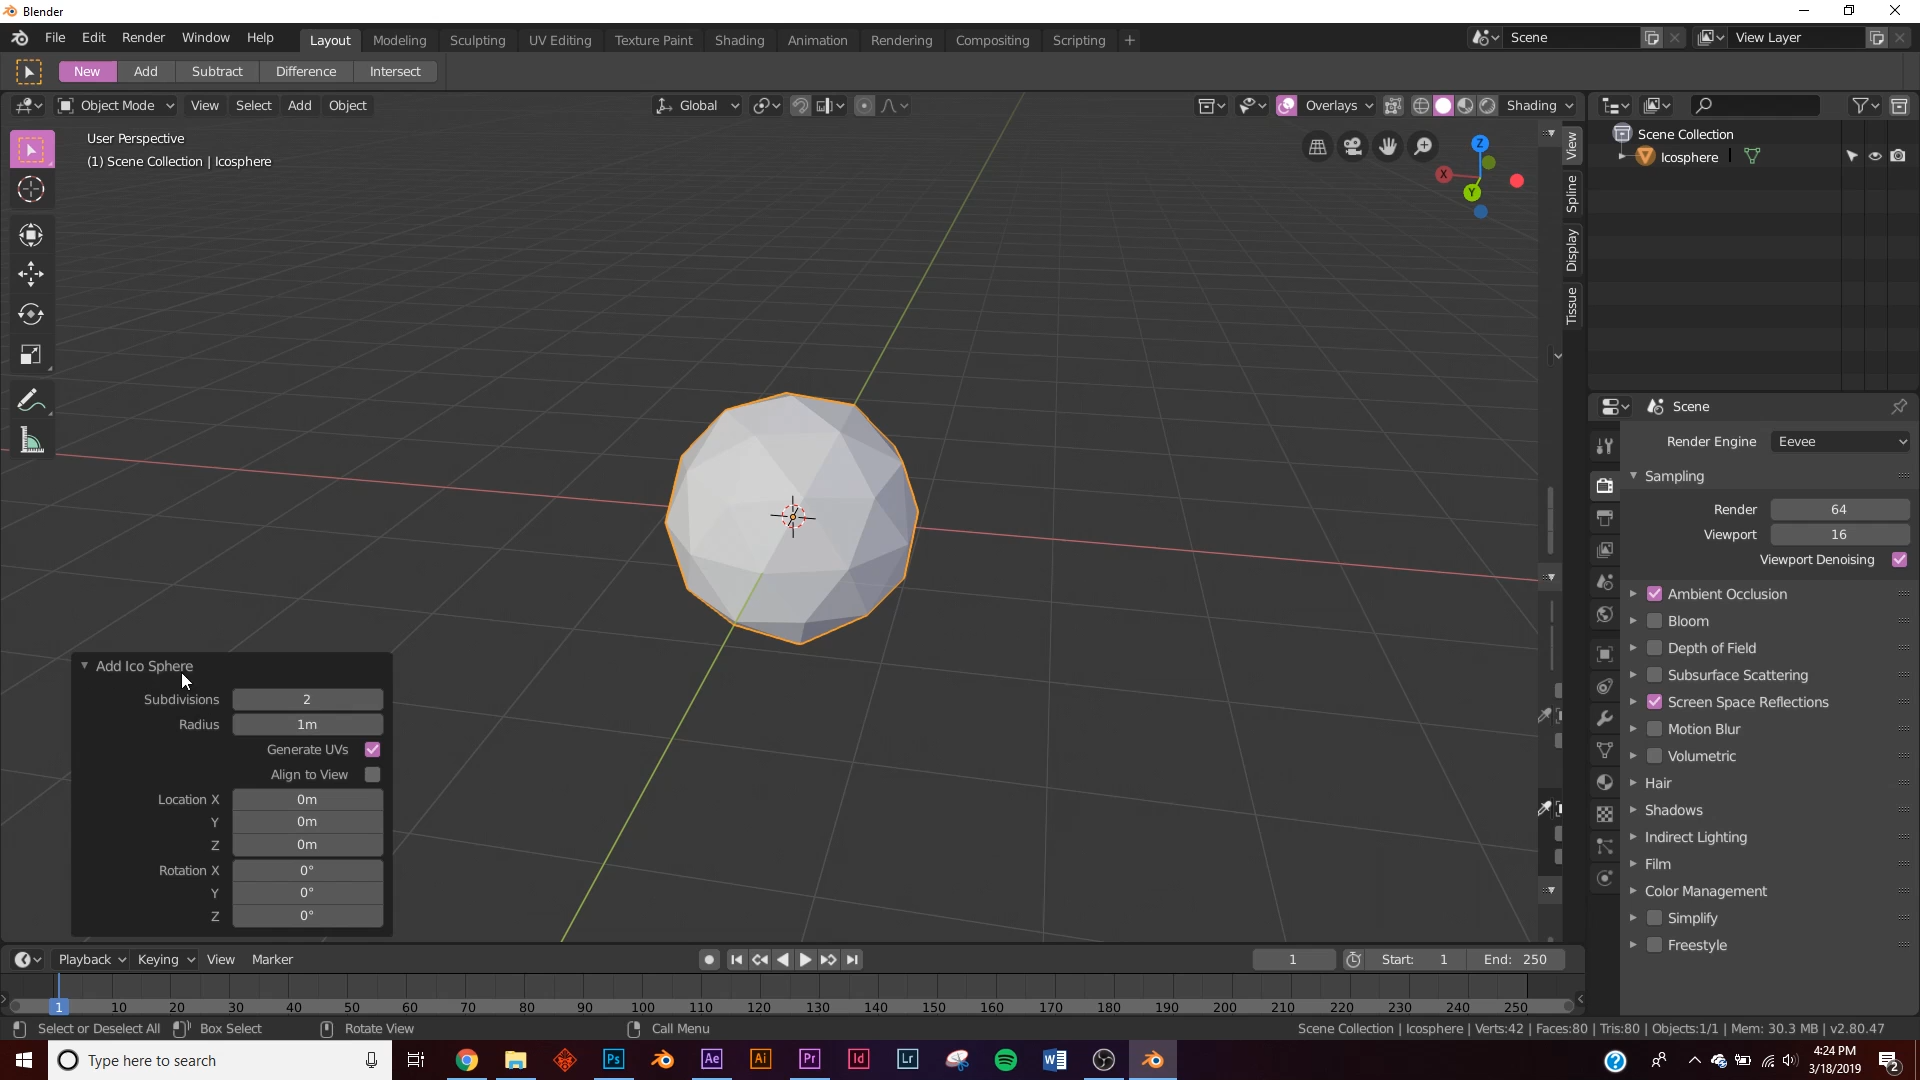 Blender
File Edit Render Window Help Layout Modeling Sculpting UV Editing Texture Paint Shading Animation Rendering Compositing Scripting + Scene View Layer
New Add Subtract Difference Intersect
Object Mode View Select Add Object Global Overlays Shading
User Perspective
(1) Scene Collection | Icosphere
Z
X
Y
View
Spline
Display
Tissue
Scene Collection
Icosphere
Scene
Render Engine Eevee
Sampling
Render 64
Viewport 16
Viewport Denoising
Ambient Occlusion
Bloom
Depth of Field
Subsurface Scattering
Screen Space Reflections
Motion Blur
Volumetric
Hair
Shadows
Indirect Lighting
Film
Color Management
Simplify
Freestyle
Add Ico Sphere
Subdivisions 2
Radius 1m
Generate UVs
Align to View
Location X 0m
Y 0m
Z 0m
Rotation X 0°
Y 0°
Z 0°
Playback Keying View Marker 1 Start: 1 End: 250
1 10 20 30 40 50 60 70 80 90 100 110 120 130 140 150 160 170 180 190 200 210 220 230 240 250
Select or Deselect All Box Select Rotate View Call Menu Scene Collection | Icosphere | Verts:42 | Faces:80 | Tris:80 | Objects:1/1 | Mem: 30.3 MB | v2.80.47
Type here to search Ps Ae Ai Pr Id Lr W ? 4:24 PM
3/18/2019 2